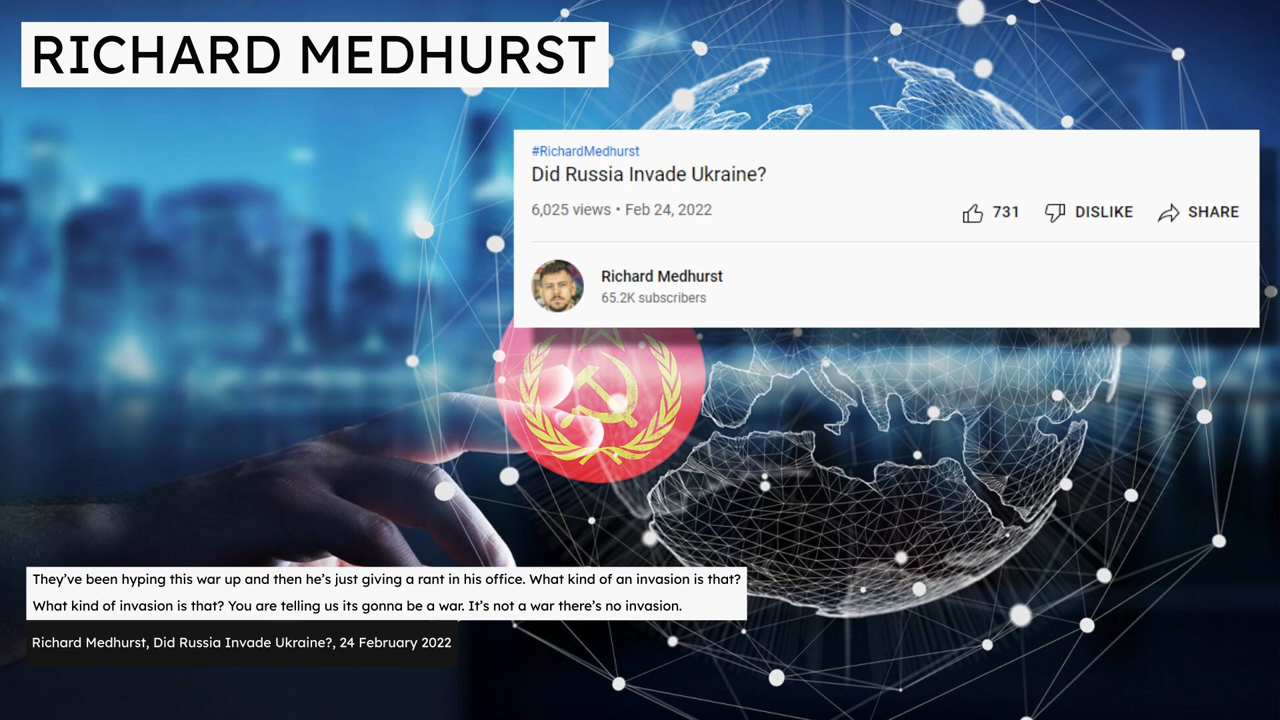 RICHARD MEDHURST
#RichardMedhurst
Did Russia Invade Ukraine?
6,025 views • Feb 24, 2022
731 DISLIKE SHARE
Richard Medhurst
65.2K subscribers
They’ve been hyping this war up and then he’s just giving a rant in his office. What kind of an invasion is that?
What kind of invasion is that? You are telling us its gonna be a war. It’s not a war there’s no invasion.
Richard Medhurst, Did Russia Invade Ukraine?, 24 February 2022